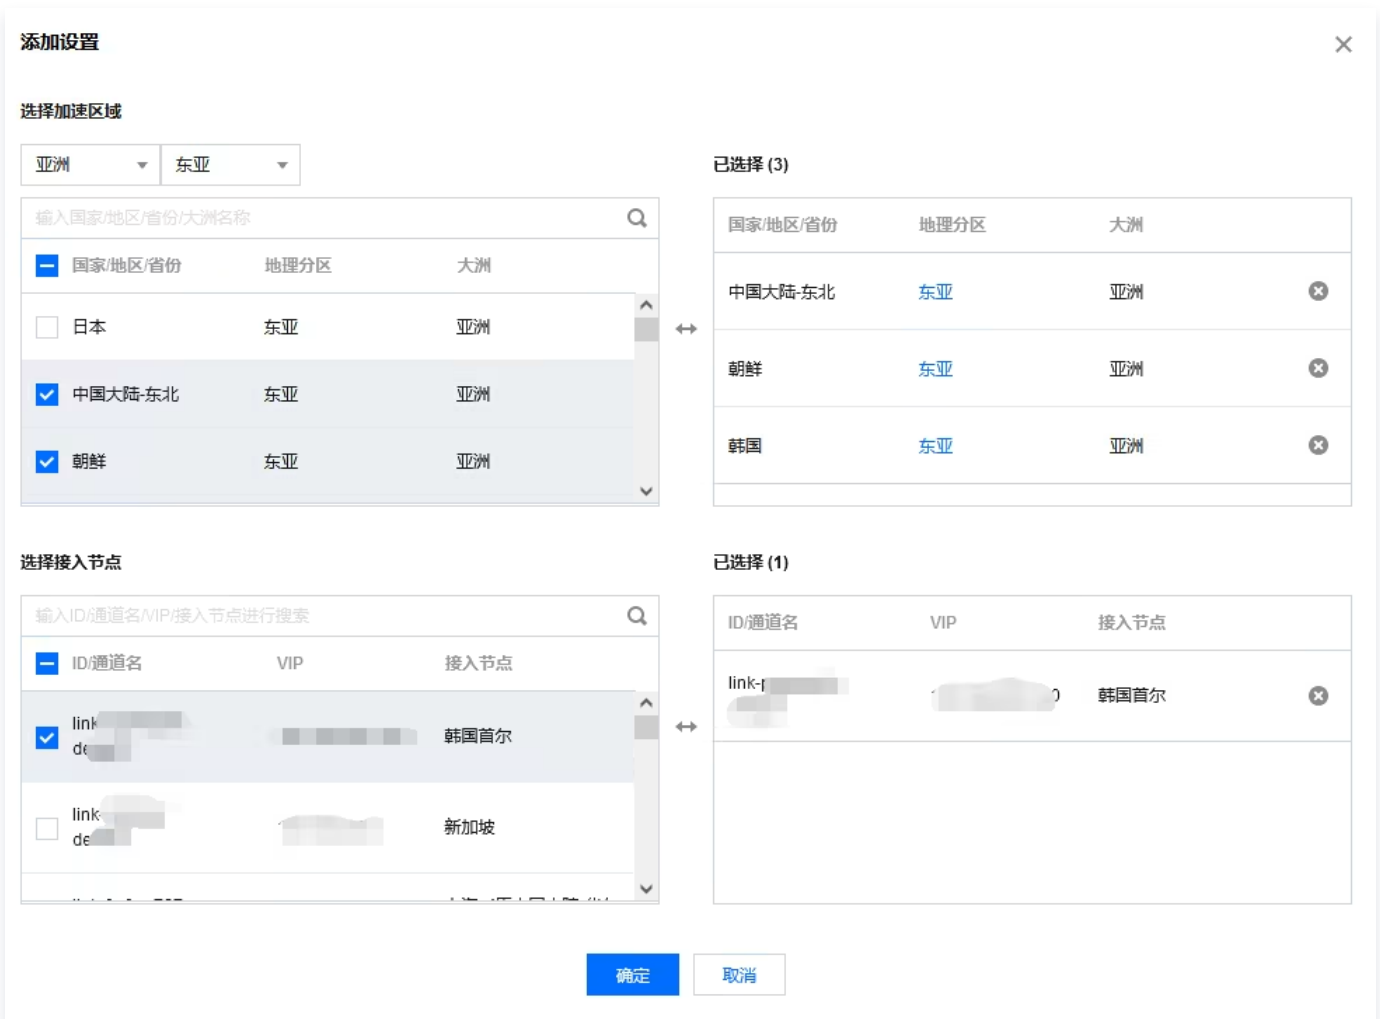 添加设置
选择加速区域
亚洲 东亚
已选择 (3)
输入国家/地区/省份/大洲名称
国家/地区/省份 地理分区 大洲
日本 东亚 亚洲
中国大陆-东北 东亚 亚洲
朝鲜 东亚 亚洲
国家/地区/省份 地理分区 大洲
中国大陆-东北 东亚 亚洲
朝鲜 东亚 亚洲
韩国 东亚 亚洲
选择接入节点
已选择 (1)
输入ID/通道名/VIP/接入节点进行搜索
ID/通道名 VIP 接入节点
link 韩国首尔
de
link- 新加坡
de
ID/通道名 VIP 接入节点
link- 韩国首尔
确定 取消